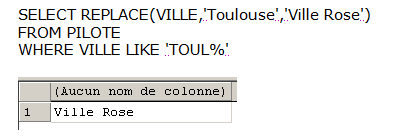 SELECT REPLACE(VILLE,'Toulouse','Ville Rose')
FROM PILOTE
WHERE VILLE LIKE 'TOUL%'
(Aucun nom de colonne)
1 Ville Rose